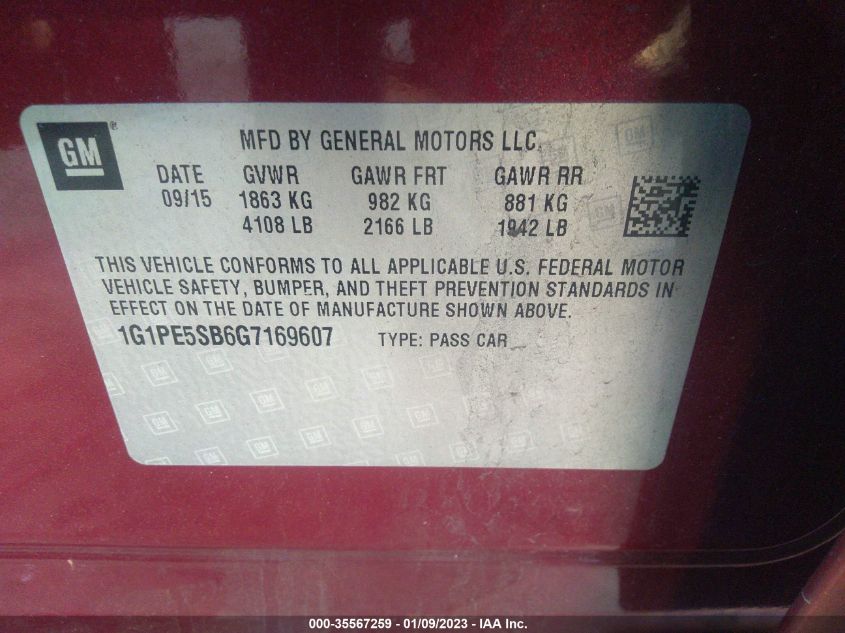 GM®
MFD BY GENERAL MOTORS LLC.
DATE GVWR GAWR FRT GAWR RR
09/15 1863 KG 982 KG 881 KG
4108 LB 2166 LB 1942 LB
THIS VEHICLE CONFORMS TO ALL APPLICABLE U.S. FEDERAL MOTOR
VEHICLE SAFETY, BUMPER, AND THEFT PREVENTION STANDARDS IN
EFFECT ON THE DATE OF MANUFACTURE SHOWN ABOVE.
1G1PE5SB6G7169607 TYPE: PASS CAR
000-35567259 - 01/09/2023 - IAA Inc.